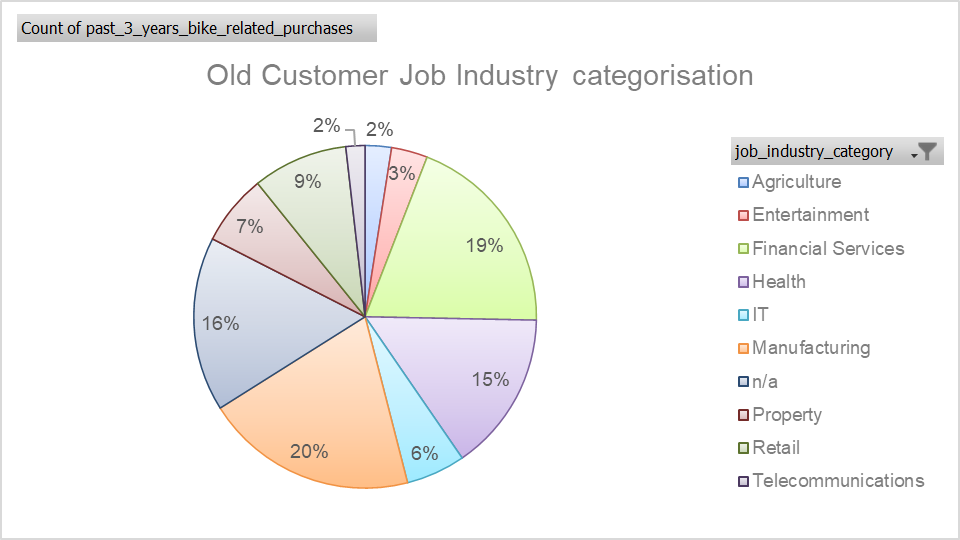 Count of past_3_years_bike_related_purchases
Old Customer Job Industry categorisation
2%
2%
3%
9%
7%
19%
16%
15%
20%
6%
job_industry_category
Agriculture
Entertainment
Financial Services
Health
IT
Manufacturing
n/a
Property
Retail
Telecommunications